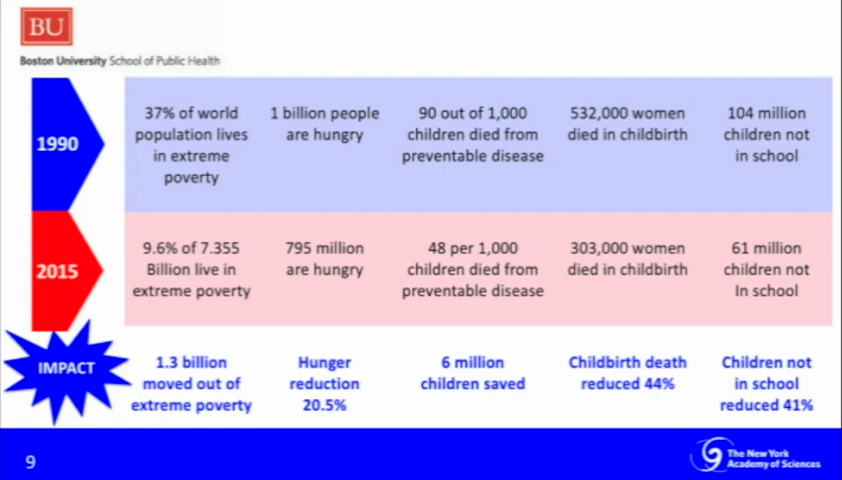 BU
Boston University School of Public Health
1990
37% of world
population lives
in extreme
poverty
1 billion people
are hungry
90 out of 1,000
children died from
preventable disease
532,000 women
died in childbirth
104 million
children not
in school
2015
9.6% of 7.355
Billion live in
extreme poverty
795 million
are hungry
48 per 1,000
children died from
preventable disease
303,000 women
died in childbirth
61 million
children not
In school
IMPACT
1.3 billion
moved out of
extreme poverty
Hunger
reduction
20.5%
6 million
children saved
Childbirth death
reduced 44%
Children not
in school
reduced 41%
9
The New York
Academy of Sciences